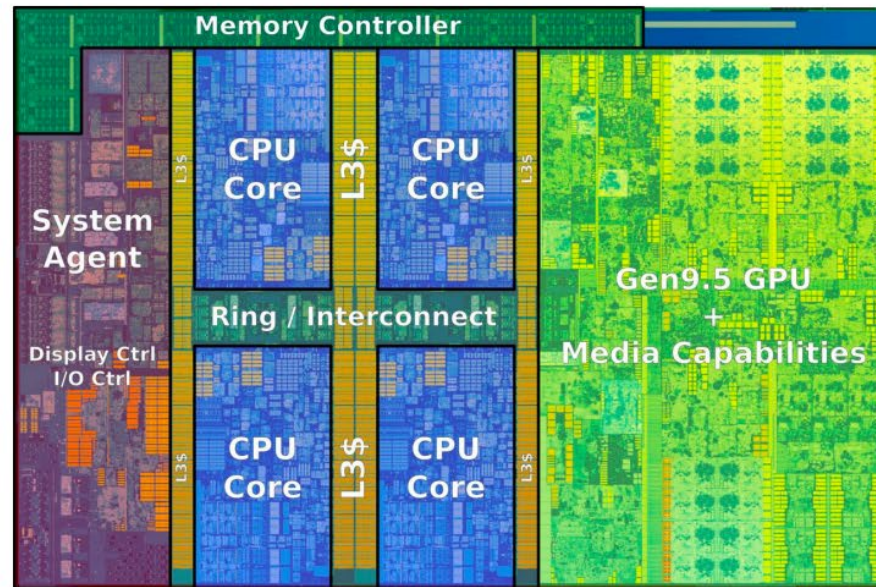 Memory Controller
System
Agent
Display Ctrl
I/O Ctrl
L3$
CPU
Core
L3$
CPU
Core
L3$
Ring / Interconnect
L3$
CPU
Core
L3$
CPU
Core
L3$
Gen9.5 GPU
+
Media Capabilities